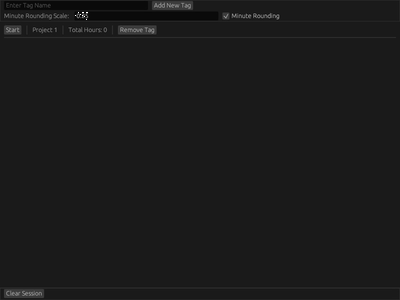 Enter Tag Name Add New Tag
Minute Rounding Scale: Minute Rounding
Start Project 1 Total Hours: 0 Remove Tag
Clear Session